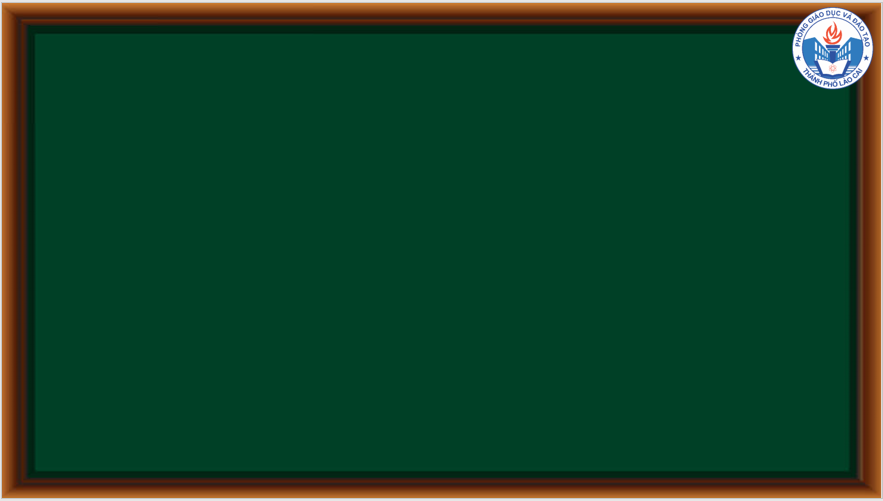 PHÒNG GIÁO DỤC VÀ ĐÀO TẠO
THÀNH PHỐ LÀO CAI